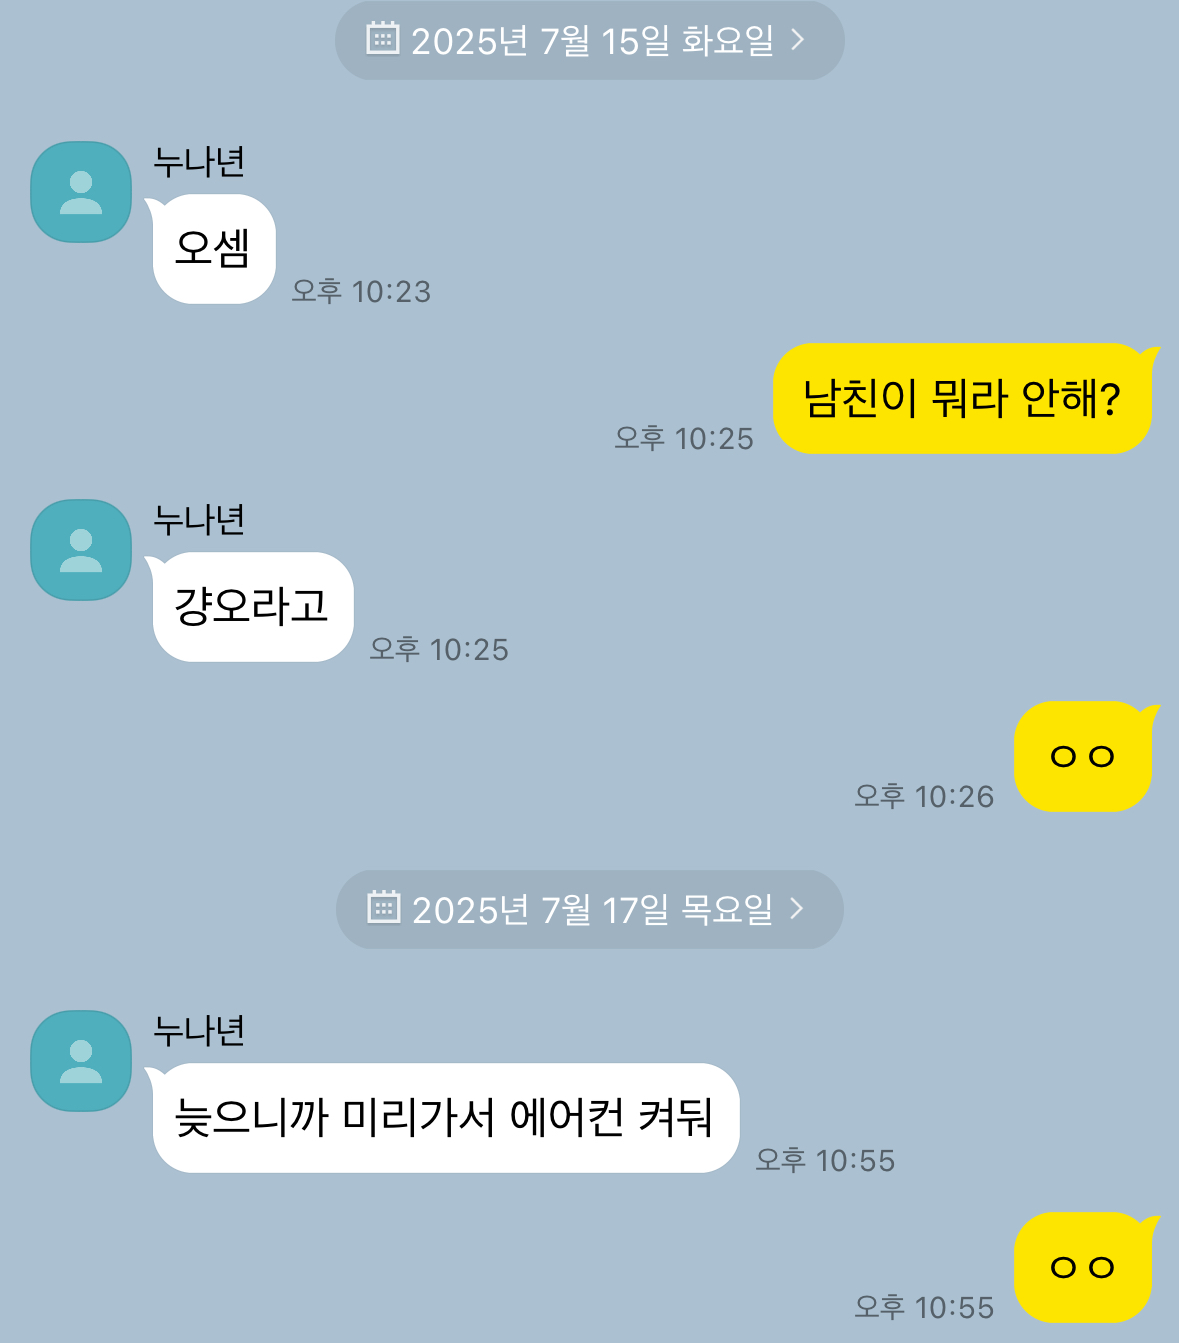 2025년 7월 15일 화요일
누나년
오셈
오후 10:23
남친이 뭐라 안해?
오후 10:25
누나년
걍오라고
오후 10:25
ㅇㅇ
오후 10:26
2025년 7월 17일 목요일
누나년
늦으니까 미리가서 에어컨 켜둬
오후 10:55
ㅇㅇ
오후 10:55